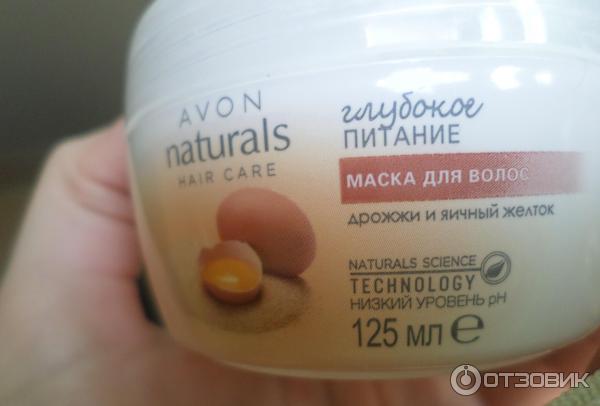 AVON
naturals
HAIR CARE
глубокое
ПИТАНИЕ
МАСКА ДЛЯ ВОЛОС
дрожжи и яичный желток
NATURALS SCIENCE
TECHNOLOGY
НИЗКИЙ УРОВЕНЬ pH
125 МЛ ℮
ОТЗОВИК